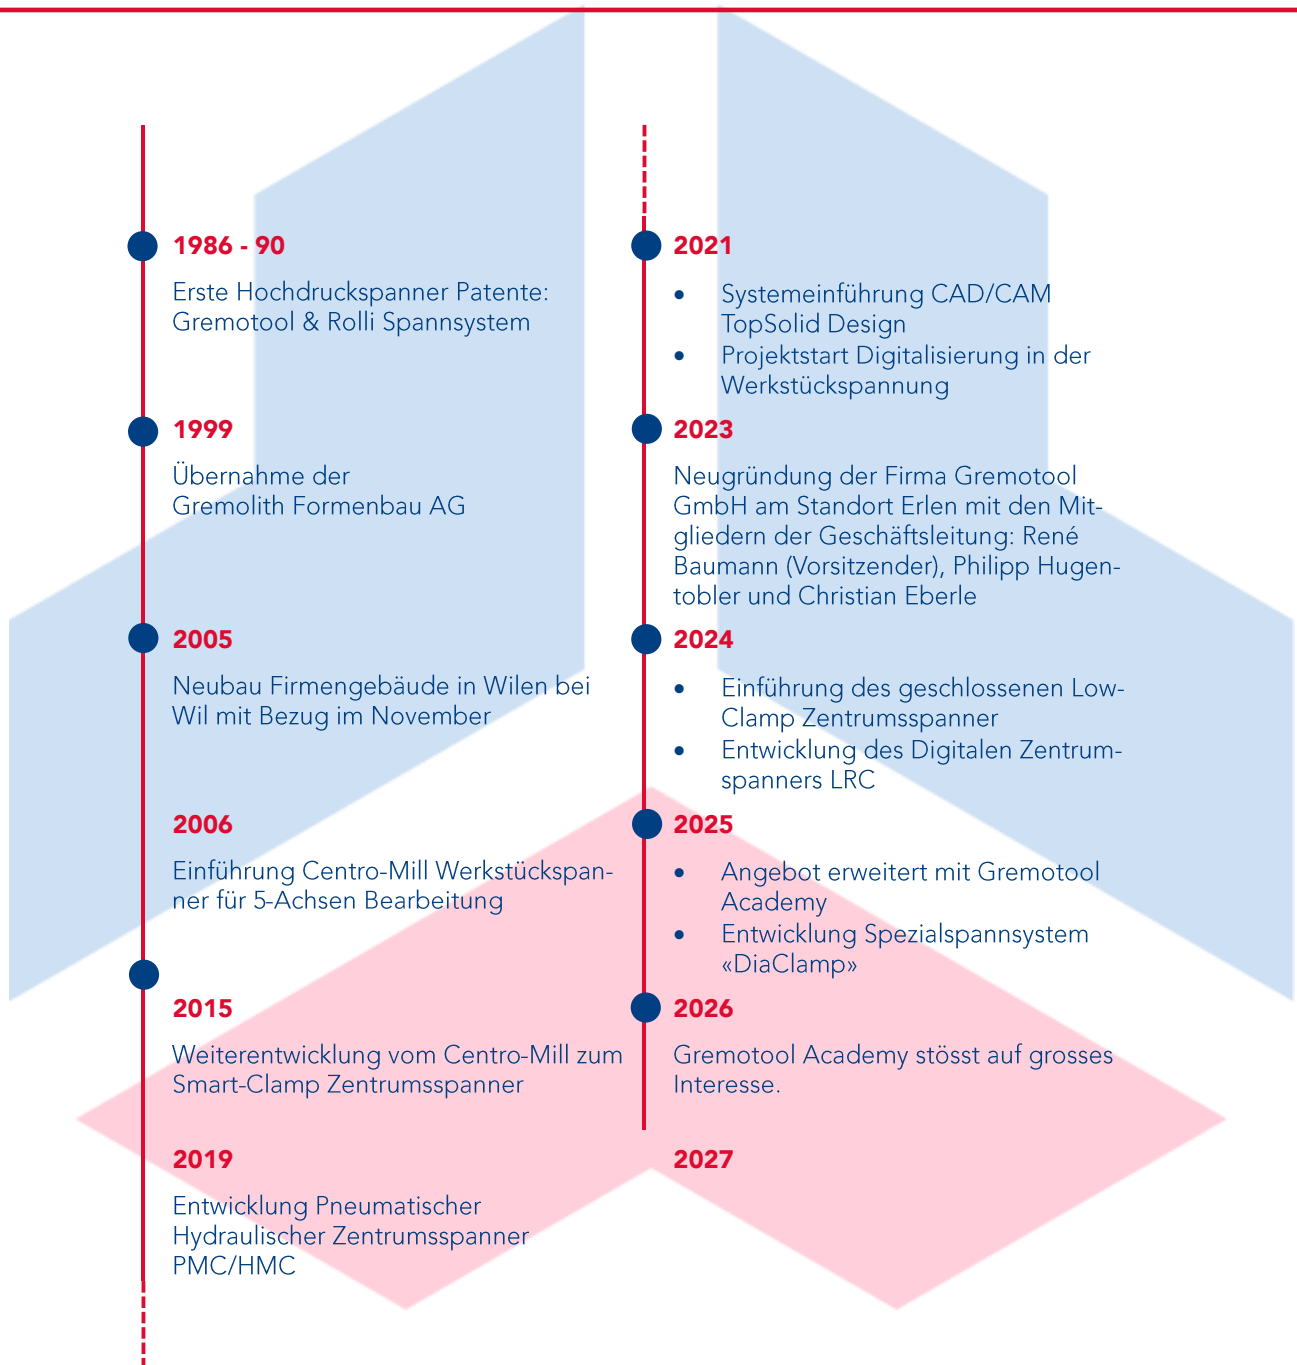 1986 - 90
Erste Hochdruckspanner Patente:
Gremotool & Rolli Spannsystem
1999
Übernahme der
Gremolith Formenbau AG
2005
Neubau Firmengebäude in Wilen bei
Wil mit Bezug im November
2006
Einführung Centro-Mill Werkstückspan-
ner für 5-Achsen Bearbeitung
2015
Weiterentwicklung vom Centro-Mill zum
Smart-Clamp Zentrumsspanner
2019
Entwicklung Pneumatischer
Hydraulischer Zentrumsspanner
PMC/HMC
2021
• Systemeinführung CAD/CAM
TopSolid Design
• Projektstart Digitalisierung in der
Werkstückspannung
2023
Neugründung der Firma Gremotool
GmbH am Standort Erlen mit den Mit-
gliedern der Geschäftsleitung: René
Baumann (Vorsitzender), Philipp Hugen-
tobler und Christian Eberle
2024
• Einführung des geschlossenen Low-
Clamp Zentrumsspanner
• Entwicklung des Digitalen Zentrum-
spanners LRC
2025
• Angebot erweitert mit Gremotool
Academy
• Entwicklung Spezialspannsystem
«DiaClamp»
2026
Gremotool Academy stösst auf grosses
Interesse.
2027